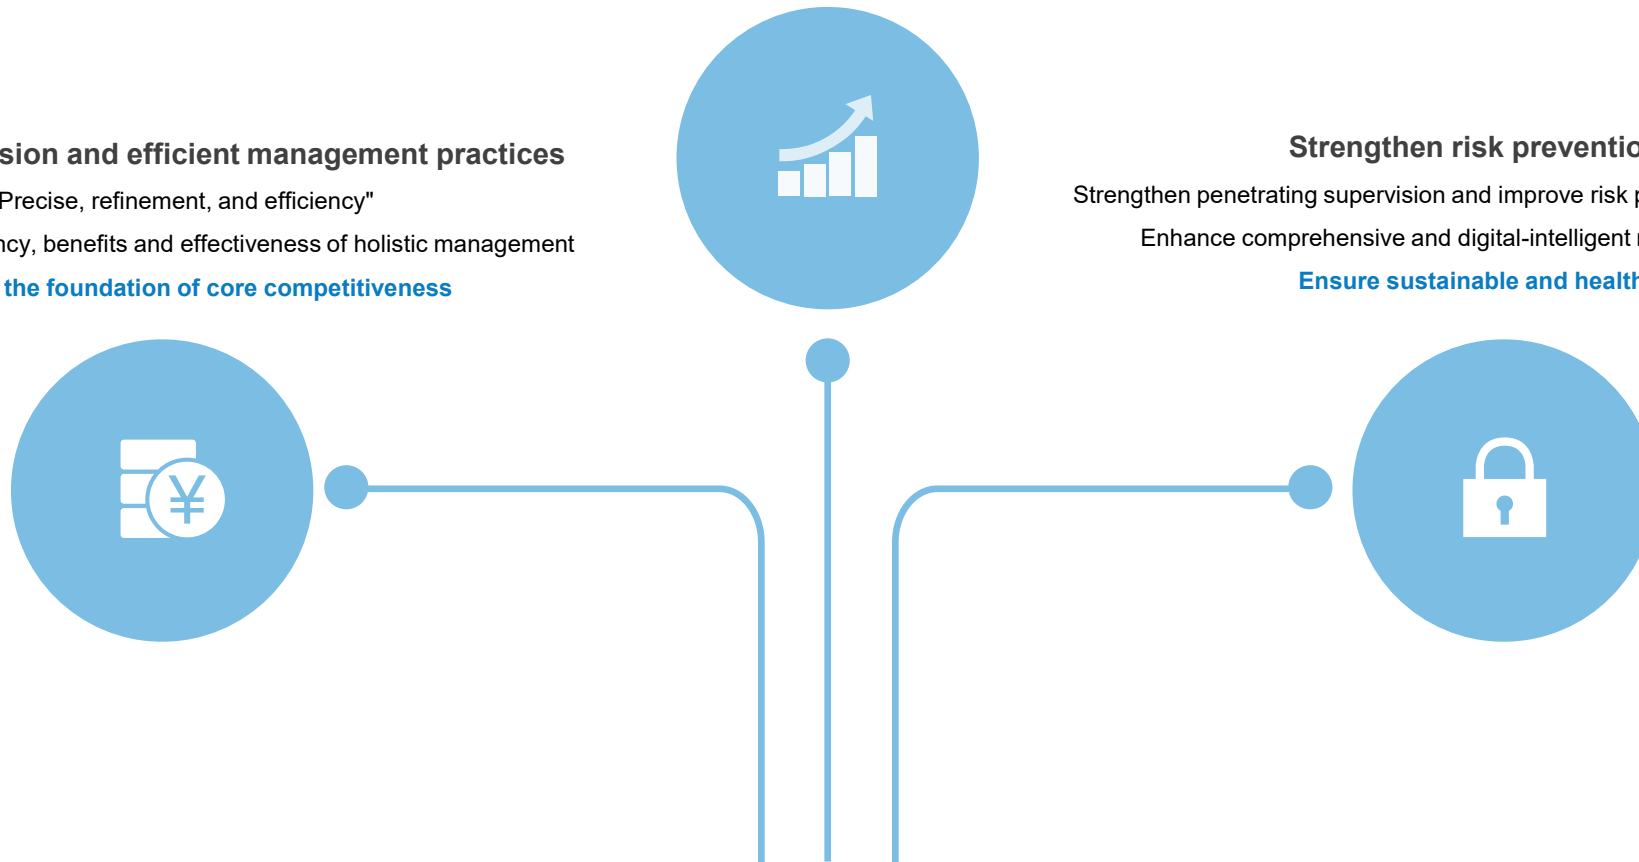 sion and efficient management practices
Precise, refinement, and efficiency"
ncy, benefits and effectiveness of holistic management
the foundation of core competitiveness
¥
Strengthen risk preventio
Strengthen penetrating supervision and improve risk p
Enhance comprehensive and digital-intelligent
Ensure sustainable and health